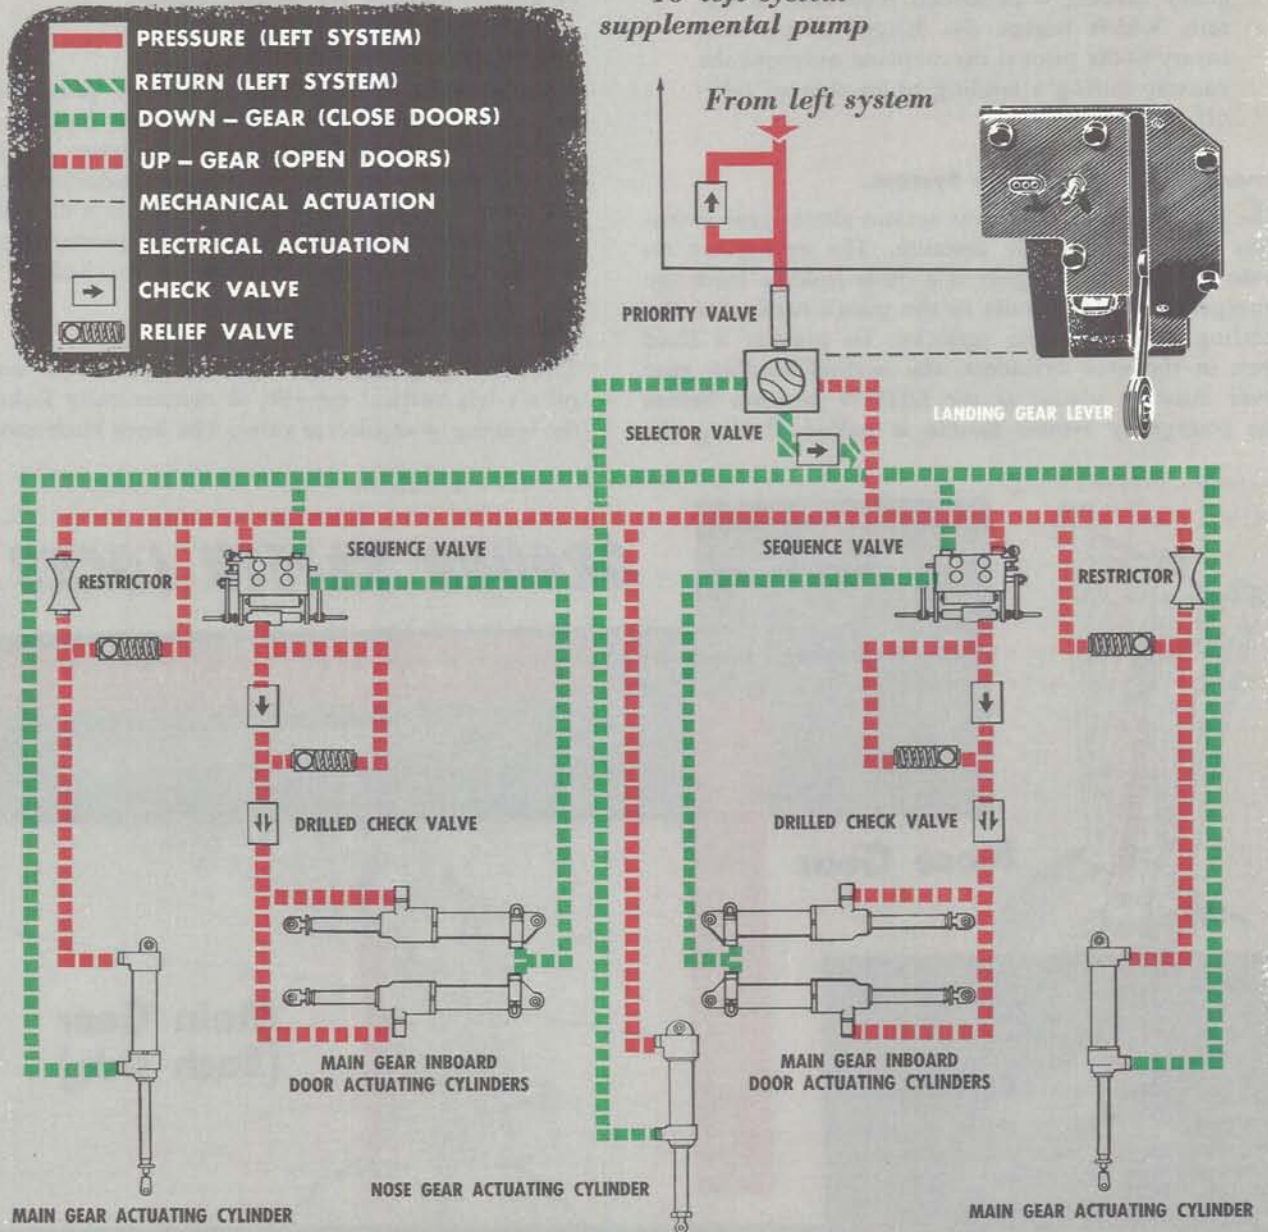 To left system
supplemental pump
PRESSURE (LEFT SYSTEM)
RETURN (LEFT SYSTEM)
DOWN – GEAR (CLOSE DOORS)
UP – GEAR (OPEN DOORS)
MECHANICAL ACTUATION
ELECTRICAL ACTUATION
CHECK VALVE
RELIEF VALVE
From left system
PRIORITY VALVE
LANDING GEAR LEVER
SELECTOR VALVE
SEQUENCE VALVE
SEQUENCE VALVE
RESTRICTOR
RESTRICTOR
DRILLED CHECK VALVE
DRILLED CHECK VALVE
MAIN GEAR INBOARD
DOOR ACTUATING CYLINDERS
MAIN GEAR INBOARD
DOOR ACTUATING CYLINDERS
NOSE GEAR ACTUATING CYLINDER
MAIN GEAR ACTUATING CYLINDER
MAIN GEAR ACTUATING CYLINDER